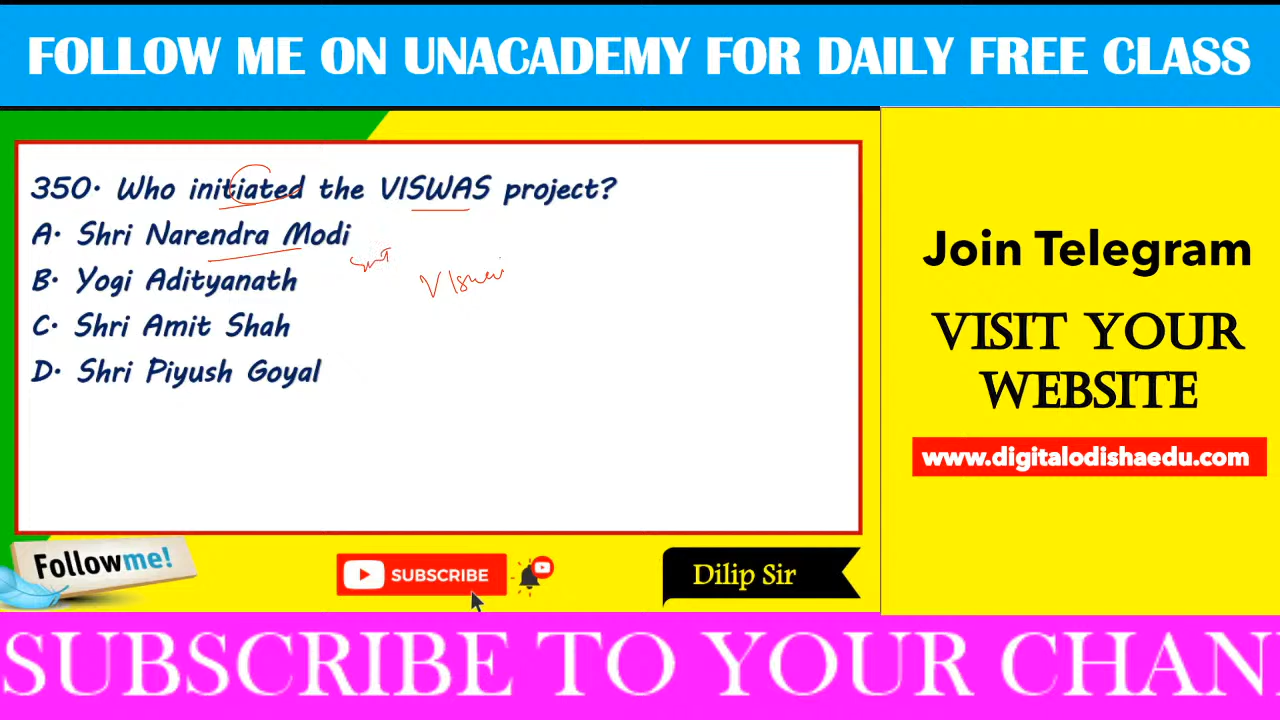 FOLLOW ME ON UNACADEMY FOR DAILY FREE CLASS
350. Who initiated the VISWAS project?
A. Shri Narendra Modi
B. Yogi Adityanath
C. Shri Amit Shah
D. Shri Piyush Goyal
Join Telegram
VISIT YOUR
WEBSITE
www.digitalodishaedu.com
Followme!
SUBSCRIBE
Dilip Sir
SUBSCRIBE TO YOUR CHAN